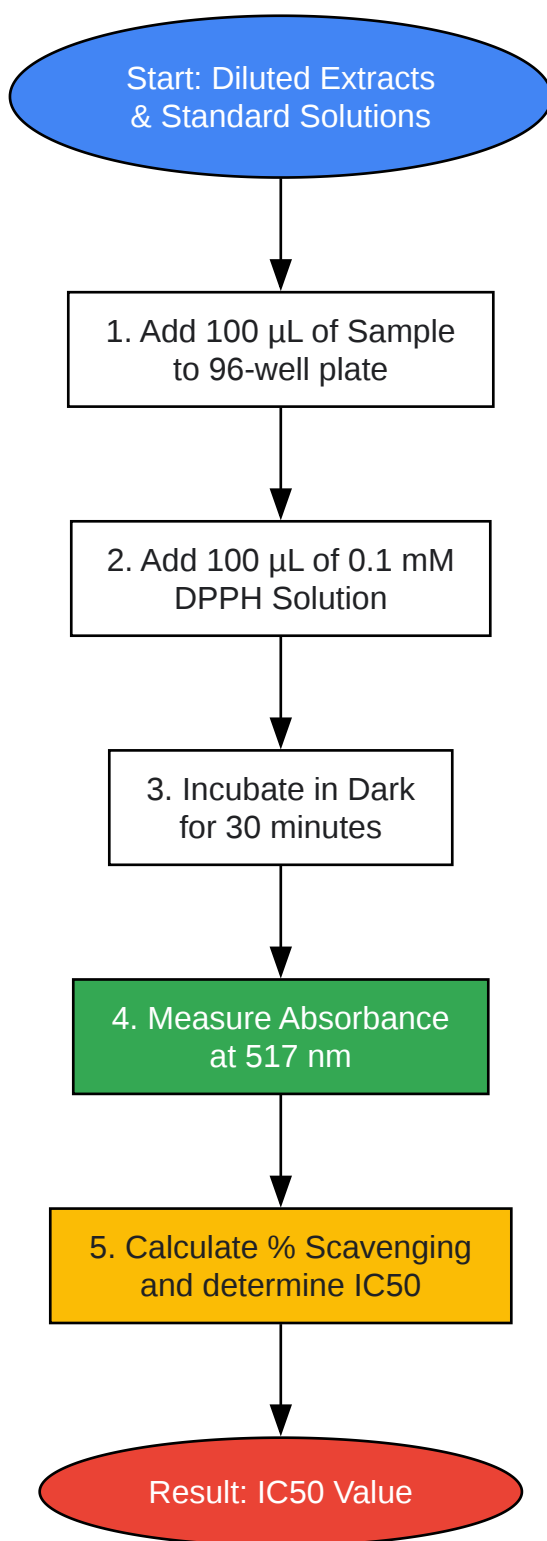 Start: Diluted Extracts
& Standard Solutions
1. Add 100 µL of Sample
to 96-well plate
2. Add 100 µL of 0.1 mM
DPPH Solution
3. Incubate in Dark
for 30 minutes
4. Measure Absorbance
at 517 nm
5. Calculate % Scavenging
and determine IC50
Result: IC50 Value